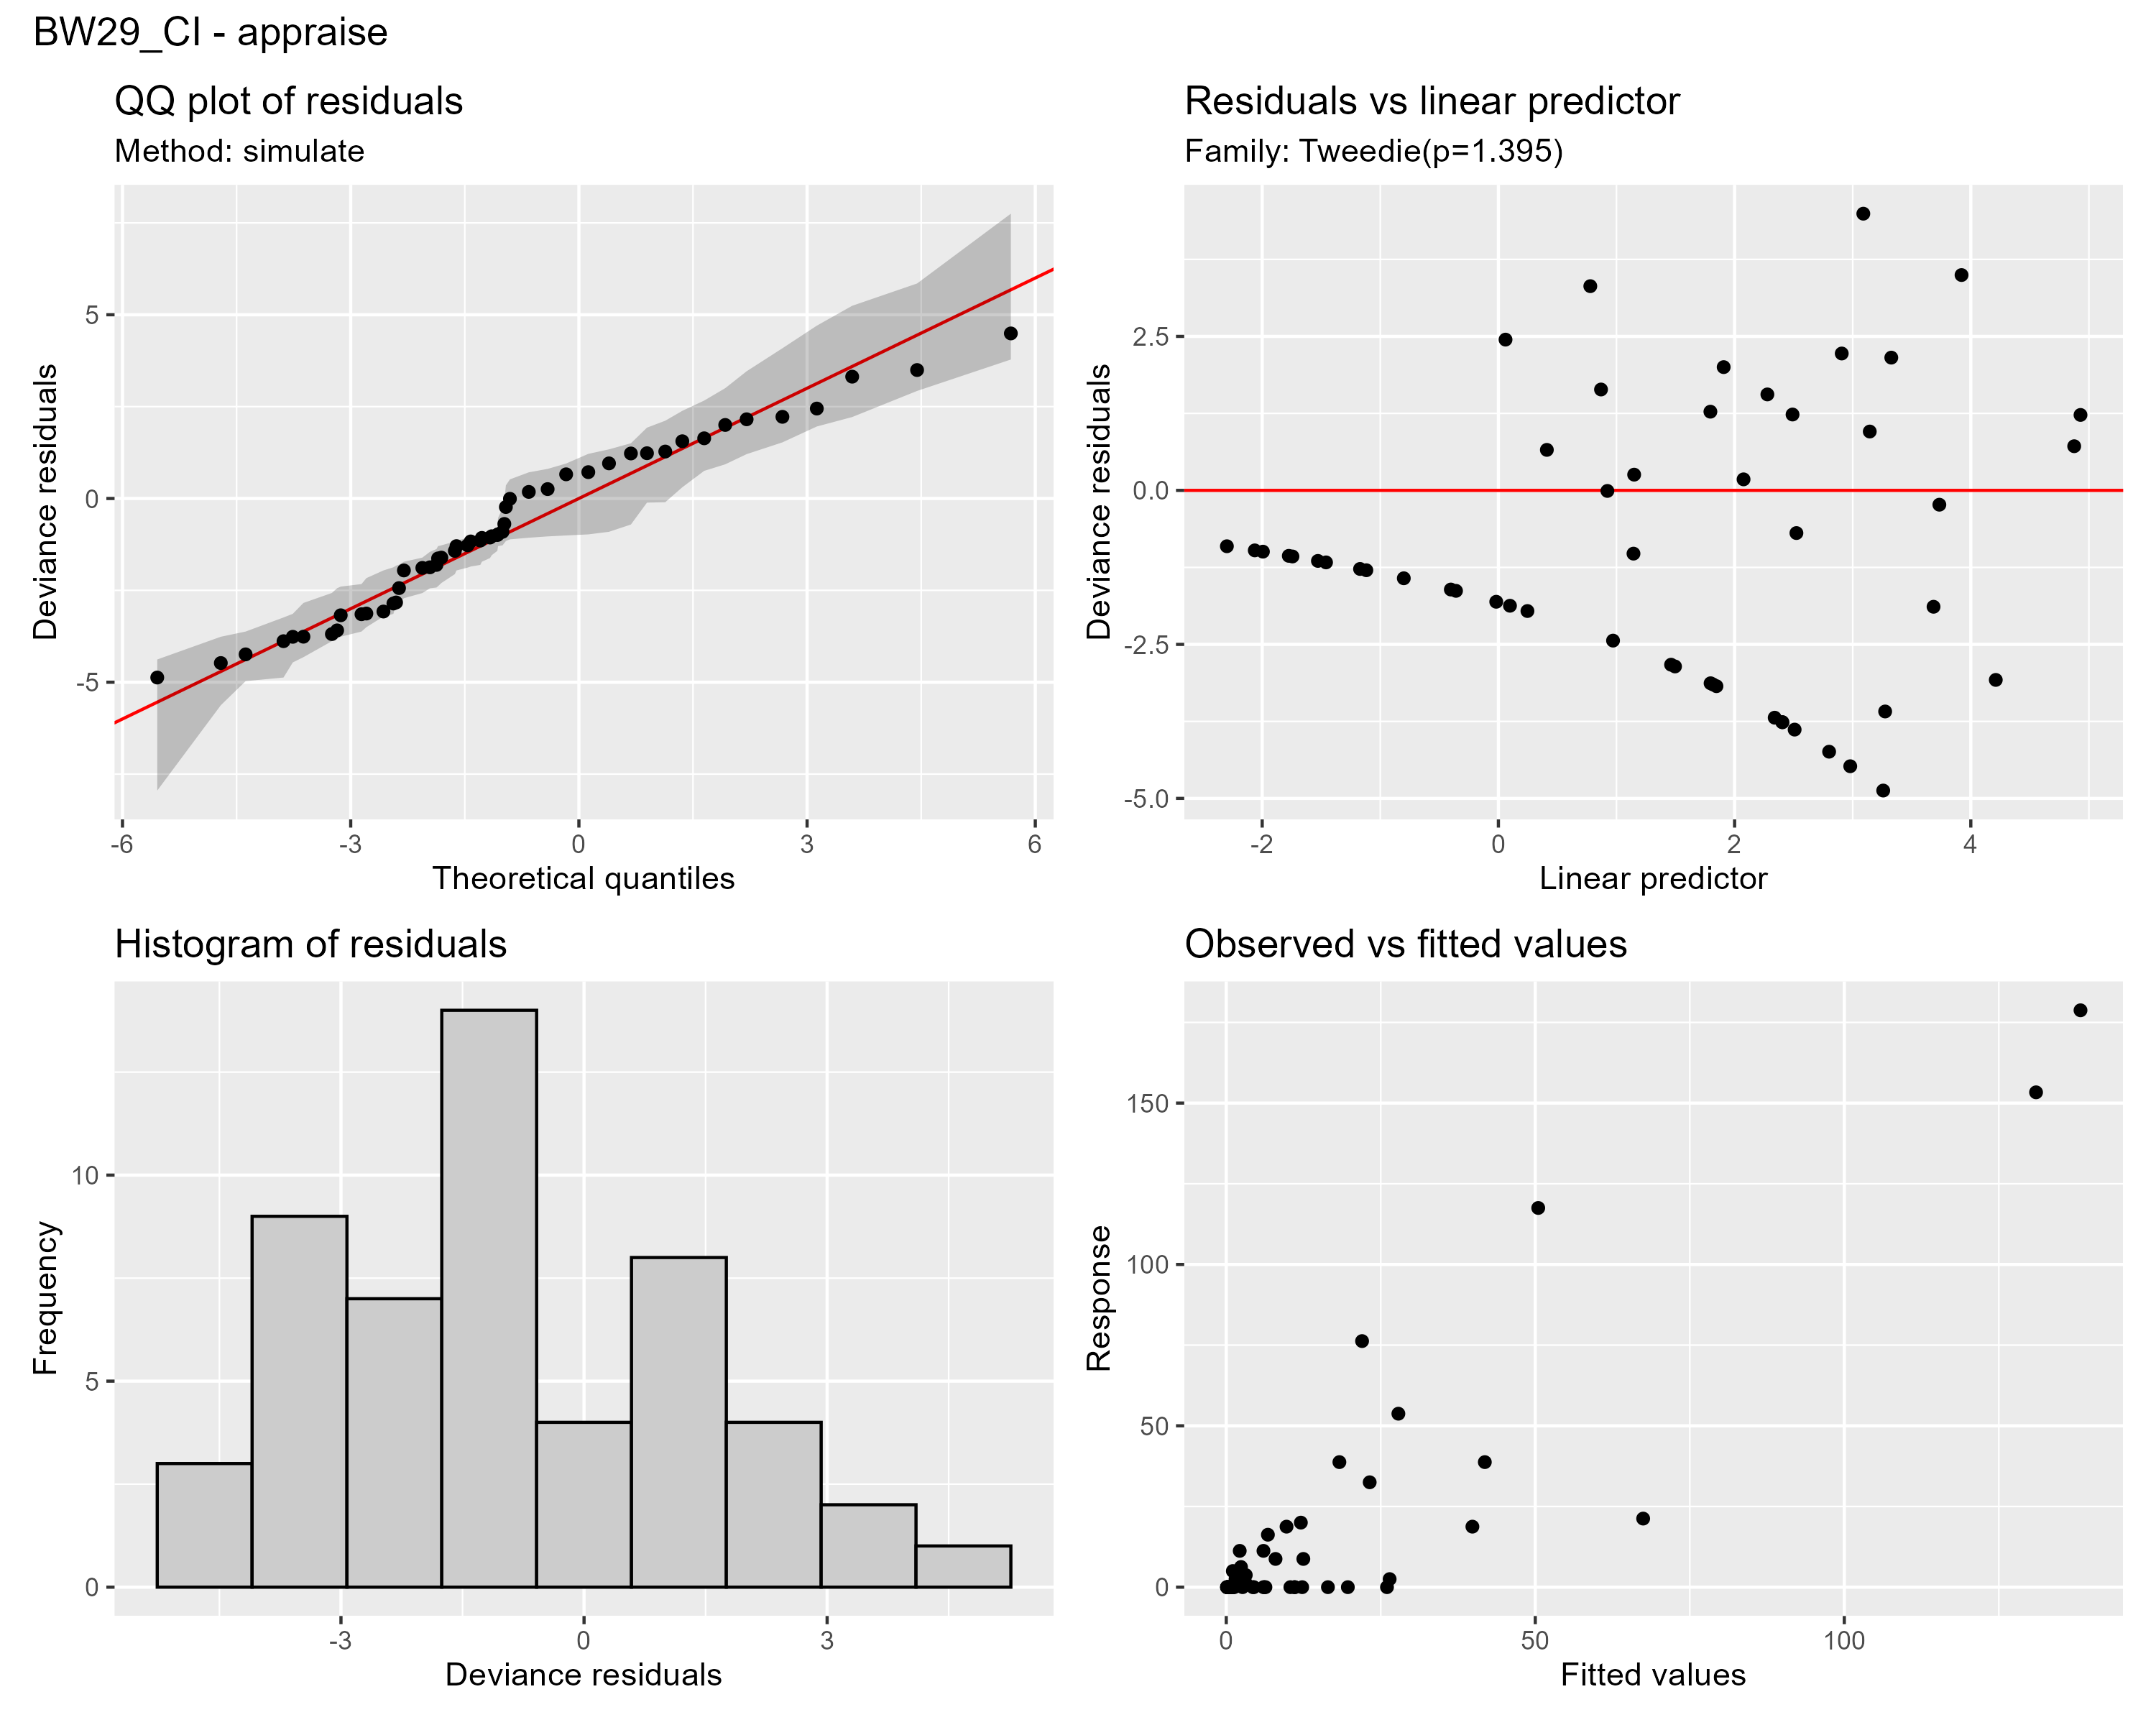 BW29_CI - appraise
QQ plot of residuals
Method: simulate
5
0
-5
-6
-3
0
3
6
Deviance residuals
Theoretical quantiles
Residuals vs linear predictor
Family: Tweedie(p=1.395)
2.5
0.0
-2.5
-5.0
-2
0
2
4
Deviance residuals
Linear predictor
Histogram of residuals
10
5
0
-3
0
3
Frequency
Deviance residuals
Observed vs fitted values
150
100
50
0
0
50
100
Response
Fitted values